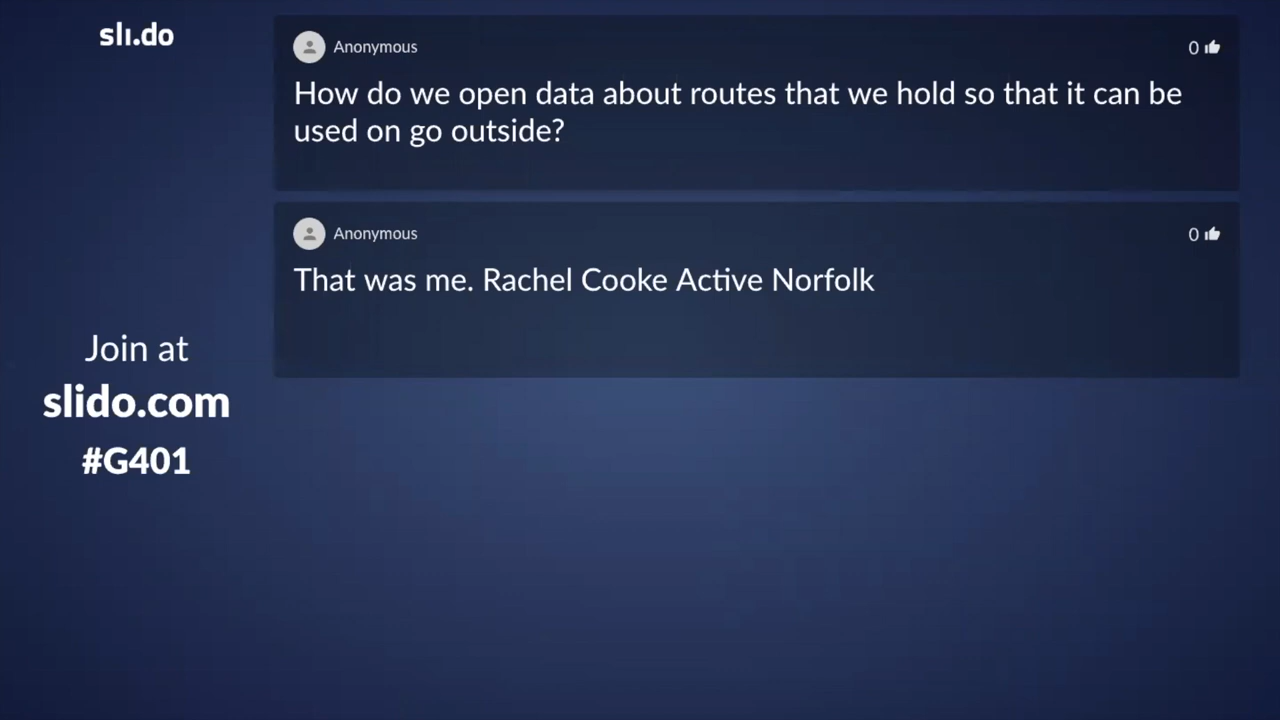 sli.do
Anonymous
0
How do we open data about routes that we hold so that it can be
used on go outside?
Anonymous
0
That was me. Rachel Cooke Active Norfolk
Join at
slido.com
#G401